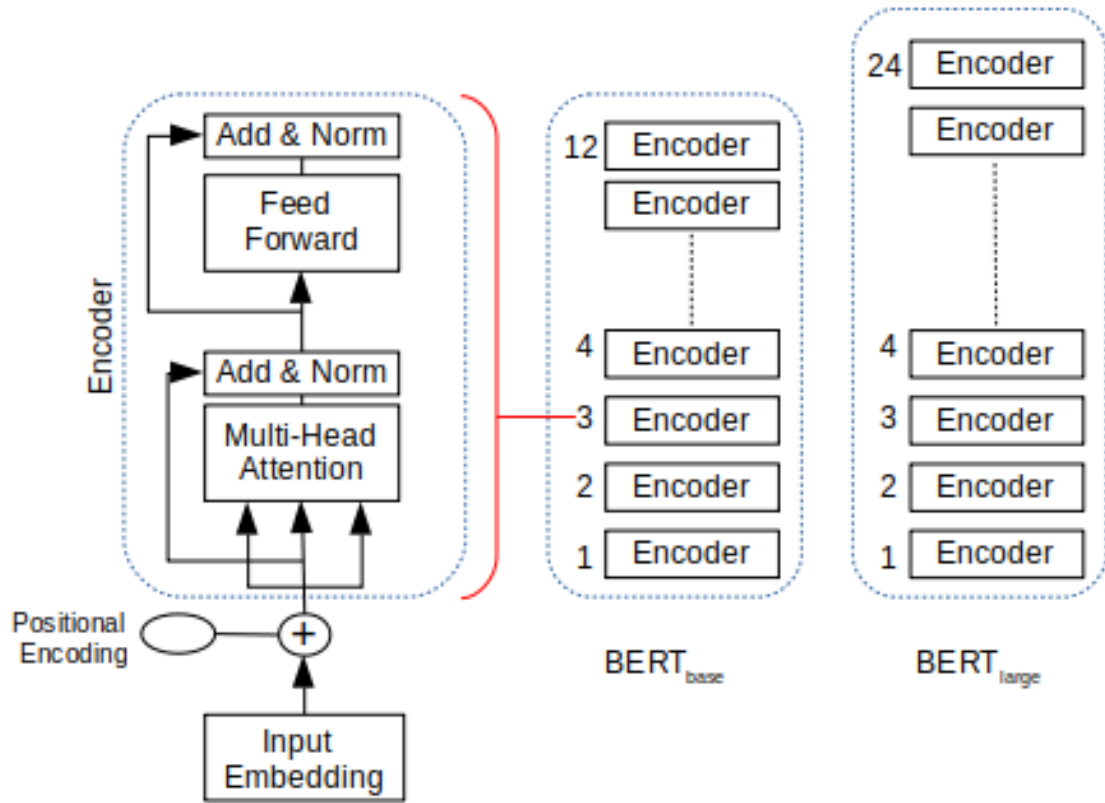 Encoder
Add & Norm
Feed
Forward
Add & Norm
Multi-Head
Attention
Positional
Encoding
+
Input
Embedding
12 Encoder
Encoder
4 Encoder
3 Encoder
2 Encoder
1 Encoder
BERTbase
24 Encoder
Encoder
4 Encoder
3 Encoder
2 Encoder
1 Encoder
BERTlarge